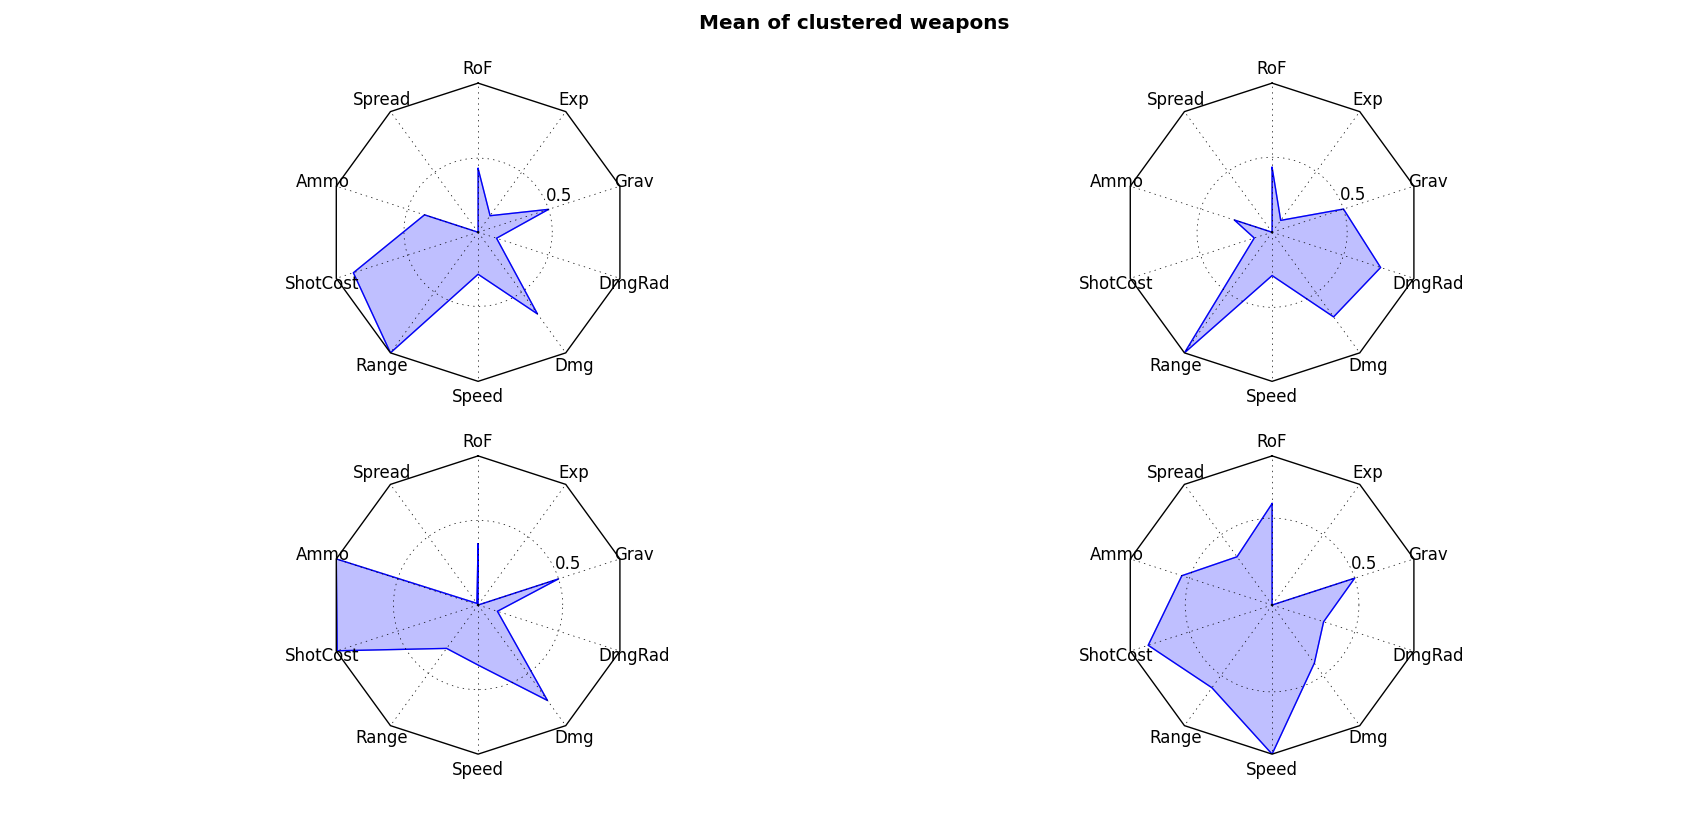 Mean of clustered weapons
RoF
Spread
Exp
Ammo
0.5
Grav
ShotCost
DmgRad
Range
Dmg
Speed
RoF
Spread
Exp
Ammo
0.5
Grav
ShotCost
DmgRad
Range
Dmg
Speed
RoF
Spread
Exp
Ammo
0.5
Grav
ShotCost
DmgRad
Range
Dmg
Speed
RoF
Spread
Exp
Ammo
0.5
Grav
ShotCost
DmgRad
Range
Dmg
Speed